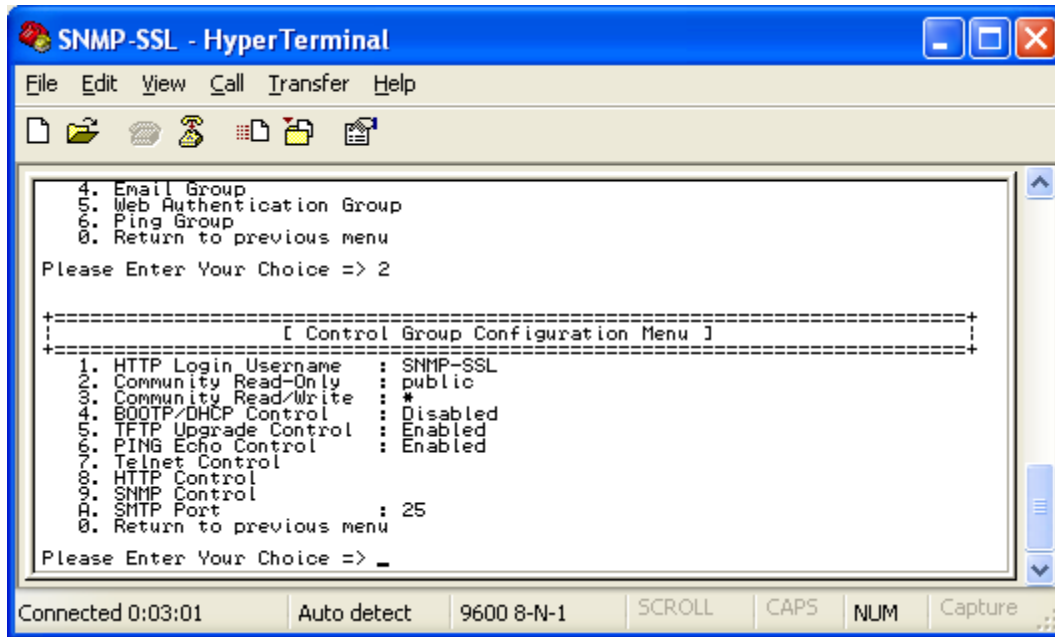 SNMP-SSL - HyperTerminal
File Edit View Call Transfer Help
4. Email Group
5. Web Authentication Group
6. Ping Group
0. Return to previous menu
Please Enter Your Choice => 2
+=========================================================================+
¦ [ Control Group Configuration Menu ] ¦
+=========================================================================+
1. HTTP Login Username : SNMP-SSL
2. Community Read-Only : public
3. Community Read/Write : *
4. BOOTP/DHCP Control : Disabled
5. TFTP Upgrade Control : Enabled
6. PING Echo Control : Enabled
7. Telnet Control
8. HTTP Control
9. SNMP Control
A. SMTP Port : 25
0. Return to previous menu
Please Enter Your Choice => _
Connected 0:03:01 Auto detect 9600 8-N-1 SCROLL CAPS NUM Capture